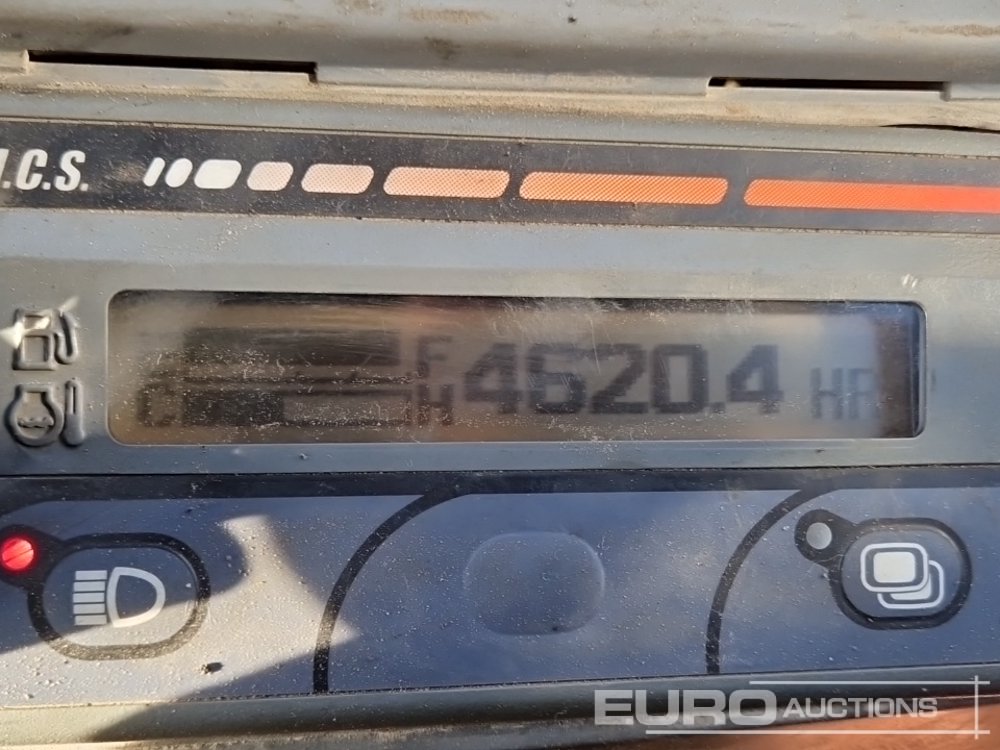 I.C.S.
F
4620.4 HR
C H
EURO AUCTIONS